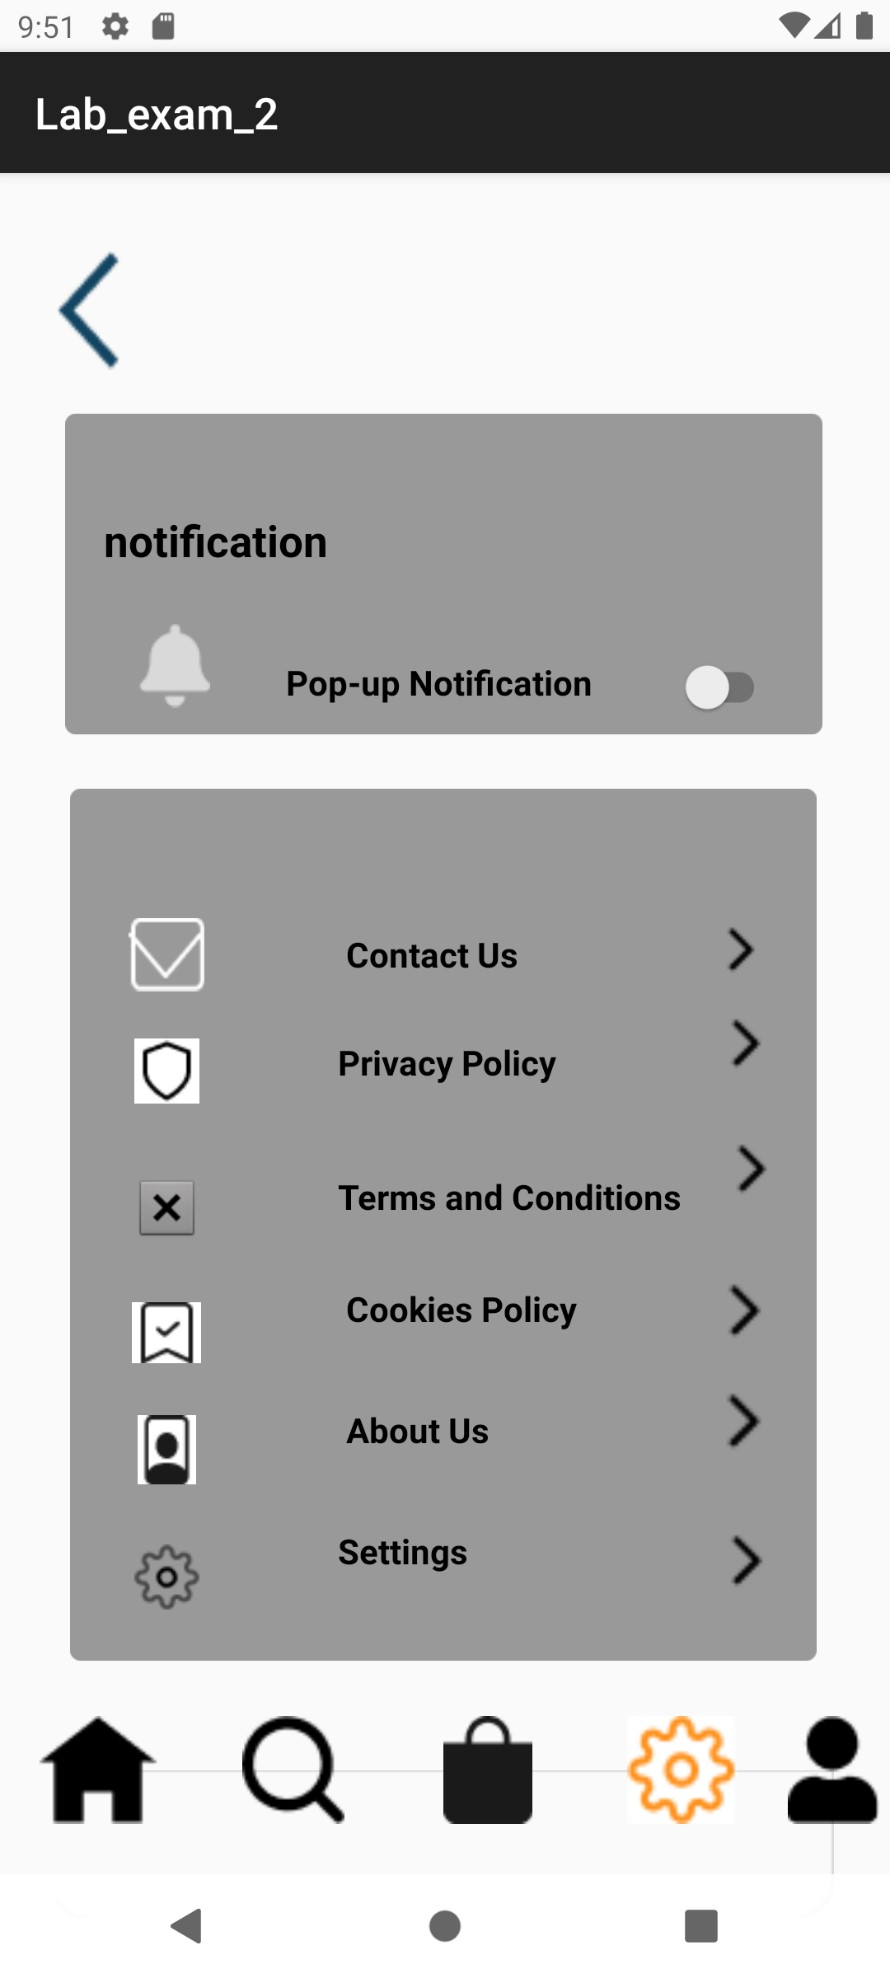 9:51
Lab_exam_2
notification
Pop-up Notification
Contact Us
Privacy Policy
Terms and Conditions
Cookies Policy
About Us
Settings